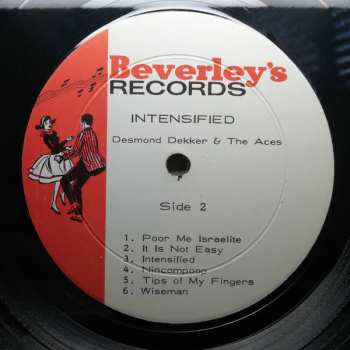 Beverley's
RECORDS
INTENSIFIED
Desmond Dekker & The Aces
Side 2
1. Poor Me Israelite
2. It Is Not Easy
3. Intensified
4. Nincompoop
5. Tips of My Fingers
6. Wiseman